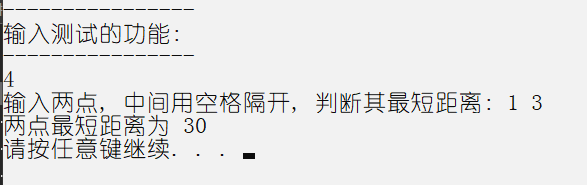 ----------------
输入测试的功能:
----------------
4
输入两点, 中间用空格隔开, 判断其最短距离: 1 3
两点最短距离为 30
请按任意键继续. . .